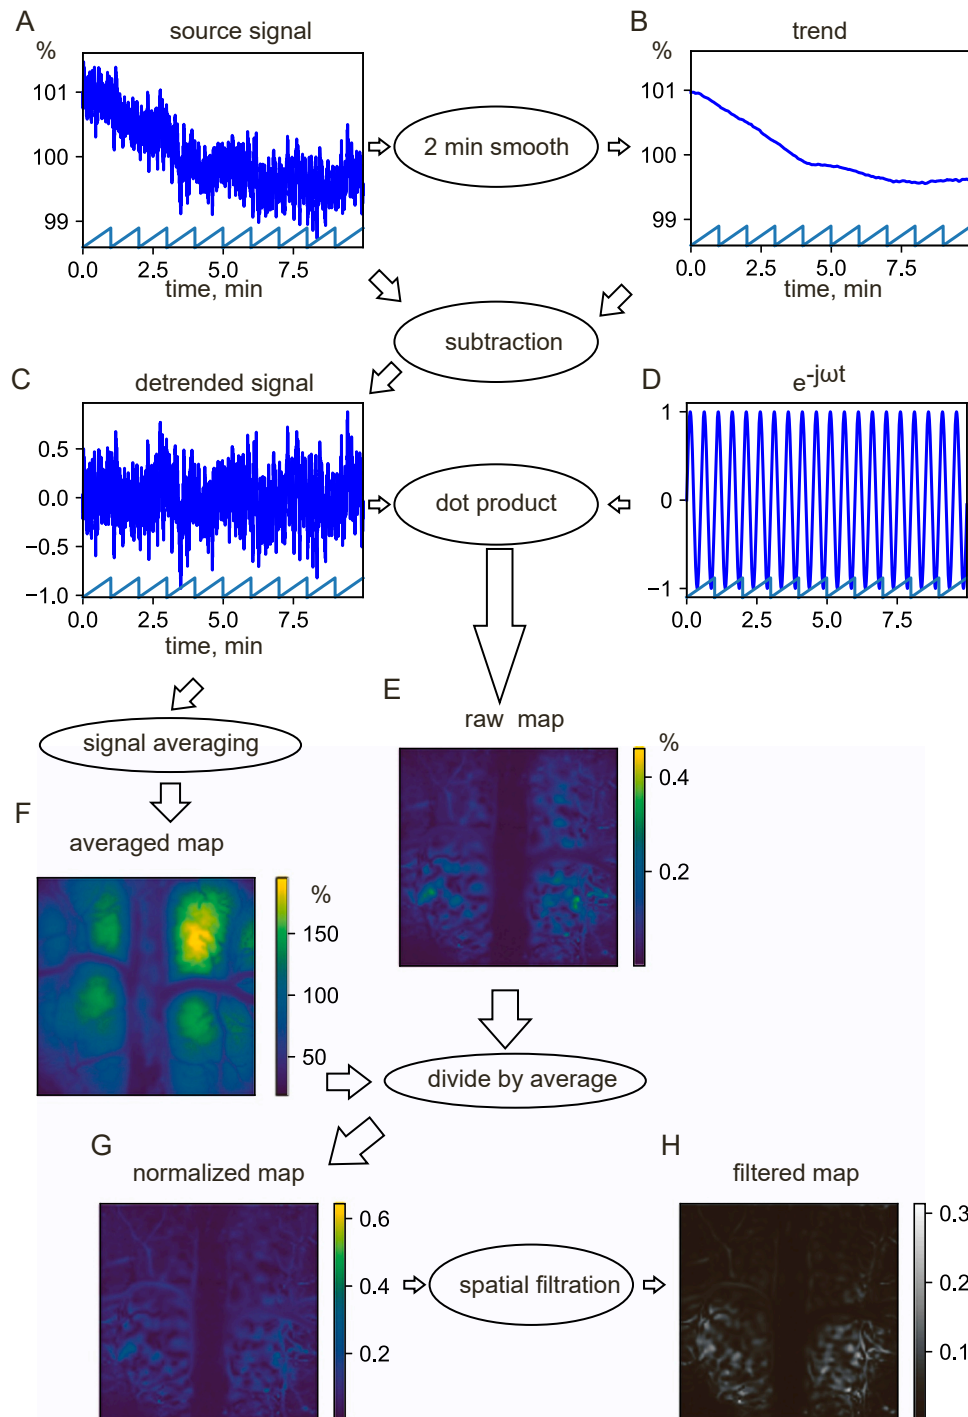 A
source signal
%
101
100
99
0.0 2.5 5.0 7.5
time, min
2 min smooth
B
trend
101
100
99
0.0 2.5 5.0 7.5
time, min
subtraction
C
detrended signal
0.5
0.0
−0.5
−1.0
0.0 2.5 5.0 7.5
time, min
dot product
D
e-jωt
1
0
−1
0.0 2.5 5.0 7.5
time, min
signal averaging
E
raw map
%
0.4
0.2
F
averaged map
%
150
100
50
divide by average
G
normalized map
0.6
0.4
0.2
spatial filtration
H
filtered map
0.3
0.2
0.1